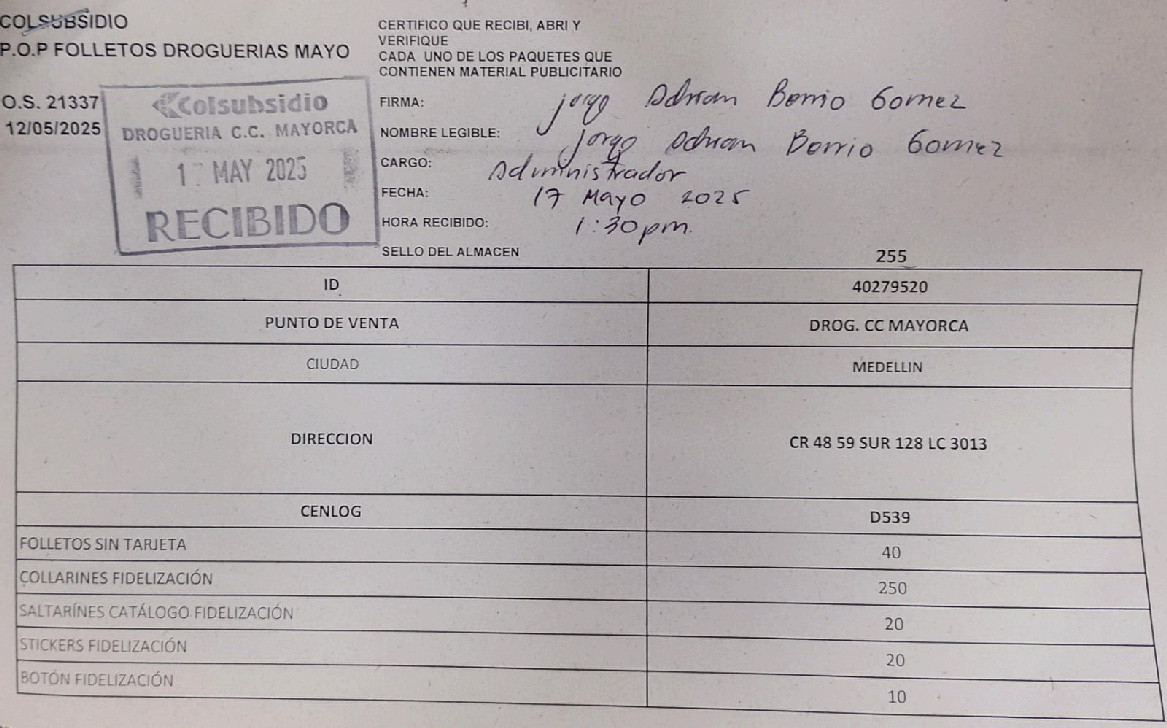 COLSUBSIDIO
P.O.P FOLLETOS DROGUERIAS MAYO
O.S. 21337
12/05/2025
Colsubsidio
DROGUERIA C.C. MAYORCA
1 MAY 2025
RECIBIDO
CERTIFICO QUE RECIBI, ABRI Y
VERIFIQUE
CADA UNO DE LOS PAQUETES QUE
CONTIENEN MATERIAL PUBLICITARIO
FIRMA: jorge Adrian Berrio Gomez
NOMBRE LEGIBLE: jorge Adrian Berrio Gomez
CARGO: Administrador
FECHA: 17 Mayo 2025
HORA RECIBIDO: 1:30pm.
SELLO DEL ALMACEN
255
ID 40279520
PUNTO DE VENTA DROG. CC MAYORCA
CIUDAD MEDELLIN
DIRECCION CR 48 59 SUR 128 LC 3013
CENLOG D539
FOLLETOS SIN TARJETA 40
COLLARINES FIDELIZACIÓN 250
SALTARÍNES CATÁLOGO FIDELIZACIÓN 20
STICKERS FIDELIZACIÓN 20
BOTÓN FIDELIZACIÓN 10